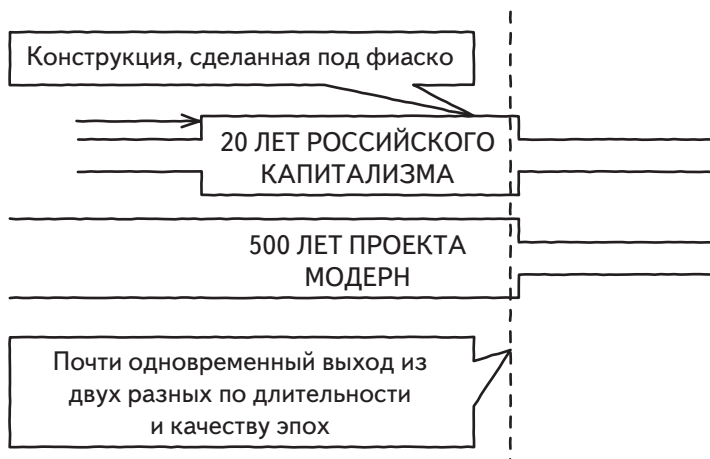 Конструкция, сделанная под фиаско
20 ЛЕТ РОССИЙСКОГО
КАПИТАЛИЗМА
500 ЛЕТ ПРОЕКТА
МОДЕРН
Почти одновременный выход из
двух разных по длительности
и качеству эпох